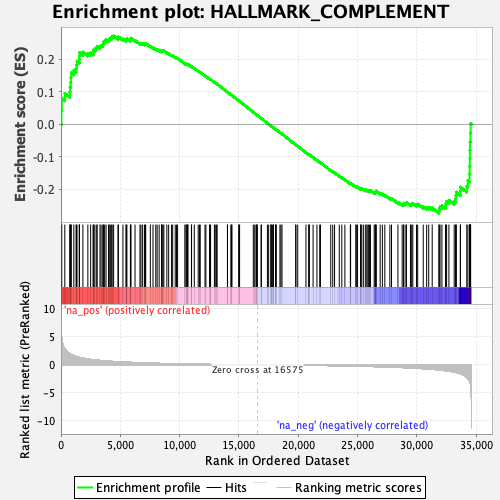 Enrichment plot: HALLMARK_COMPLEMENT
Enrichment score (ES)
0.2
0.1
0.0
-0.1
-0.2
'na_pos' (positively correlated)
Ranked list metric (PreRanked)
10
5
0
-5
-10
Zero cross at 16575
'na_neg' (negatively correlated)
0
5,000
10,000
15,000
20,000
25,000
30,000
35,000
Rank in Ordered Dataset
Enrichment profile
Hits
Ranking metric scores